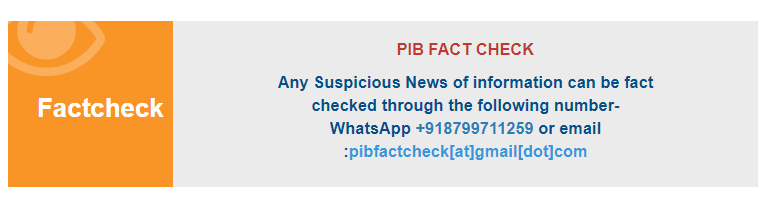 Factcheck
PIB FACT CHECK
Any Suspicious News of information can be fact
checked through the following number-
WhatsApp +918799711259 or email
:pibfactcheck[at]gmail[dot]com